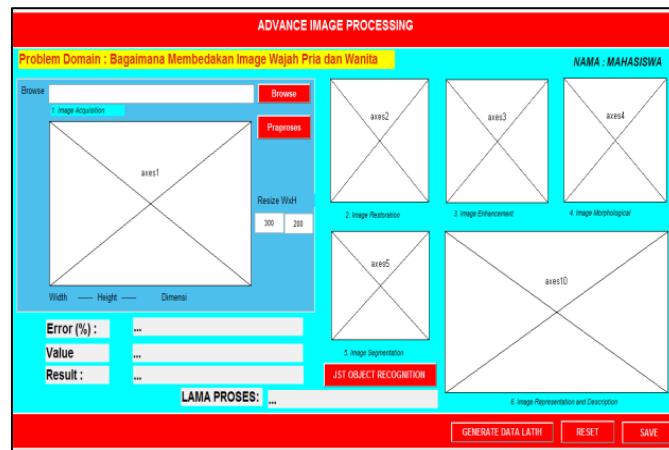 ADVANCE IMAGE PROCESSING
Problem Domain : Bagaimana Membedakan Image Wajah Pria dan Wanita
NAMA : MAHASISWA
Browse
Browse
1. Image Acquisition
Praproses
axes1
Resize WxH
300 200
Width ------ Height ------ Dimensi
axes2
axes3
axes4
2. Image Restoration
3. Image Enhancement
4. Image Morphological
axes5
axes10
5. Image Segmentation
6. Image Representation and Description
Error (%) : ...
Value ...
Result : ...
JST OBJECT RECOGNITION
LAMA PROSES: ...
GENERATE DATA LATIH
RESET
SAVE